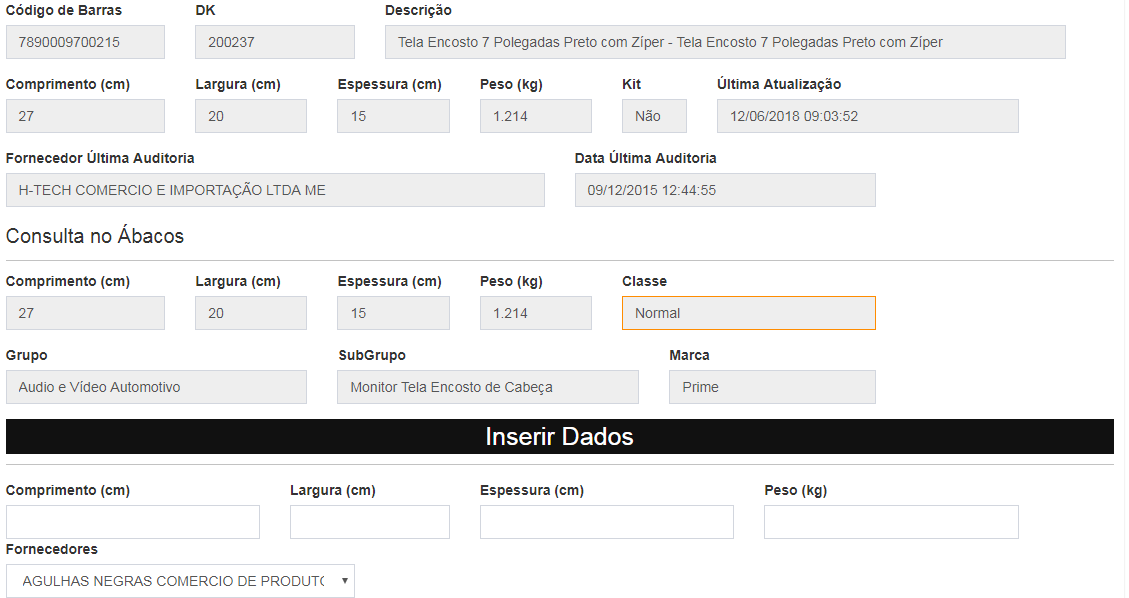 Código de Barras DK Descrição
7890009700215 200237 Tela Encosto 7 Polegadas Preto com Zíper - Tela Encosto 7 Polegadas Preto com Zíper
Comprimento (cm) Largura (cm) Espessura (cm) Peso (kg) Kit Última Atualização
27 20 15 1.214 Não 12/06/2018 09:03:52
Fornecedor Última Auditoria Data Última Auditoria
H-TECH COMERCIO E IMPORTAÇÃO LTDA ME 09/12/2015 12:44:55
Consulta no Ábacos
Comprimento (cm) Largura (cm) Espessura (cm) Peso (kg) Classe
27 20 15 1.214 Normal
Grupo SubGrupo Marca
Audio e Vídeo Automotivo Monitor Tela Encosto de Cabeça Prime
Inserir Dados
Comprimento (cm) Largura (cm) Espessura (cm) Peso (kg)
Fornecedores
AGULHAS NEGRAS COMERCIO DE